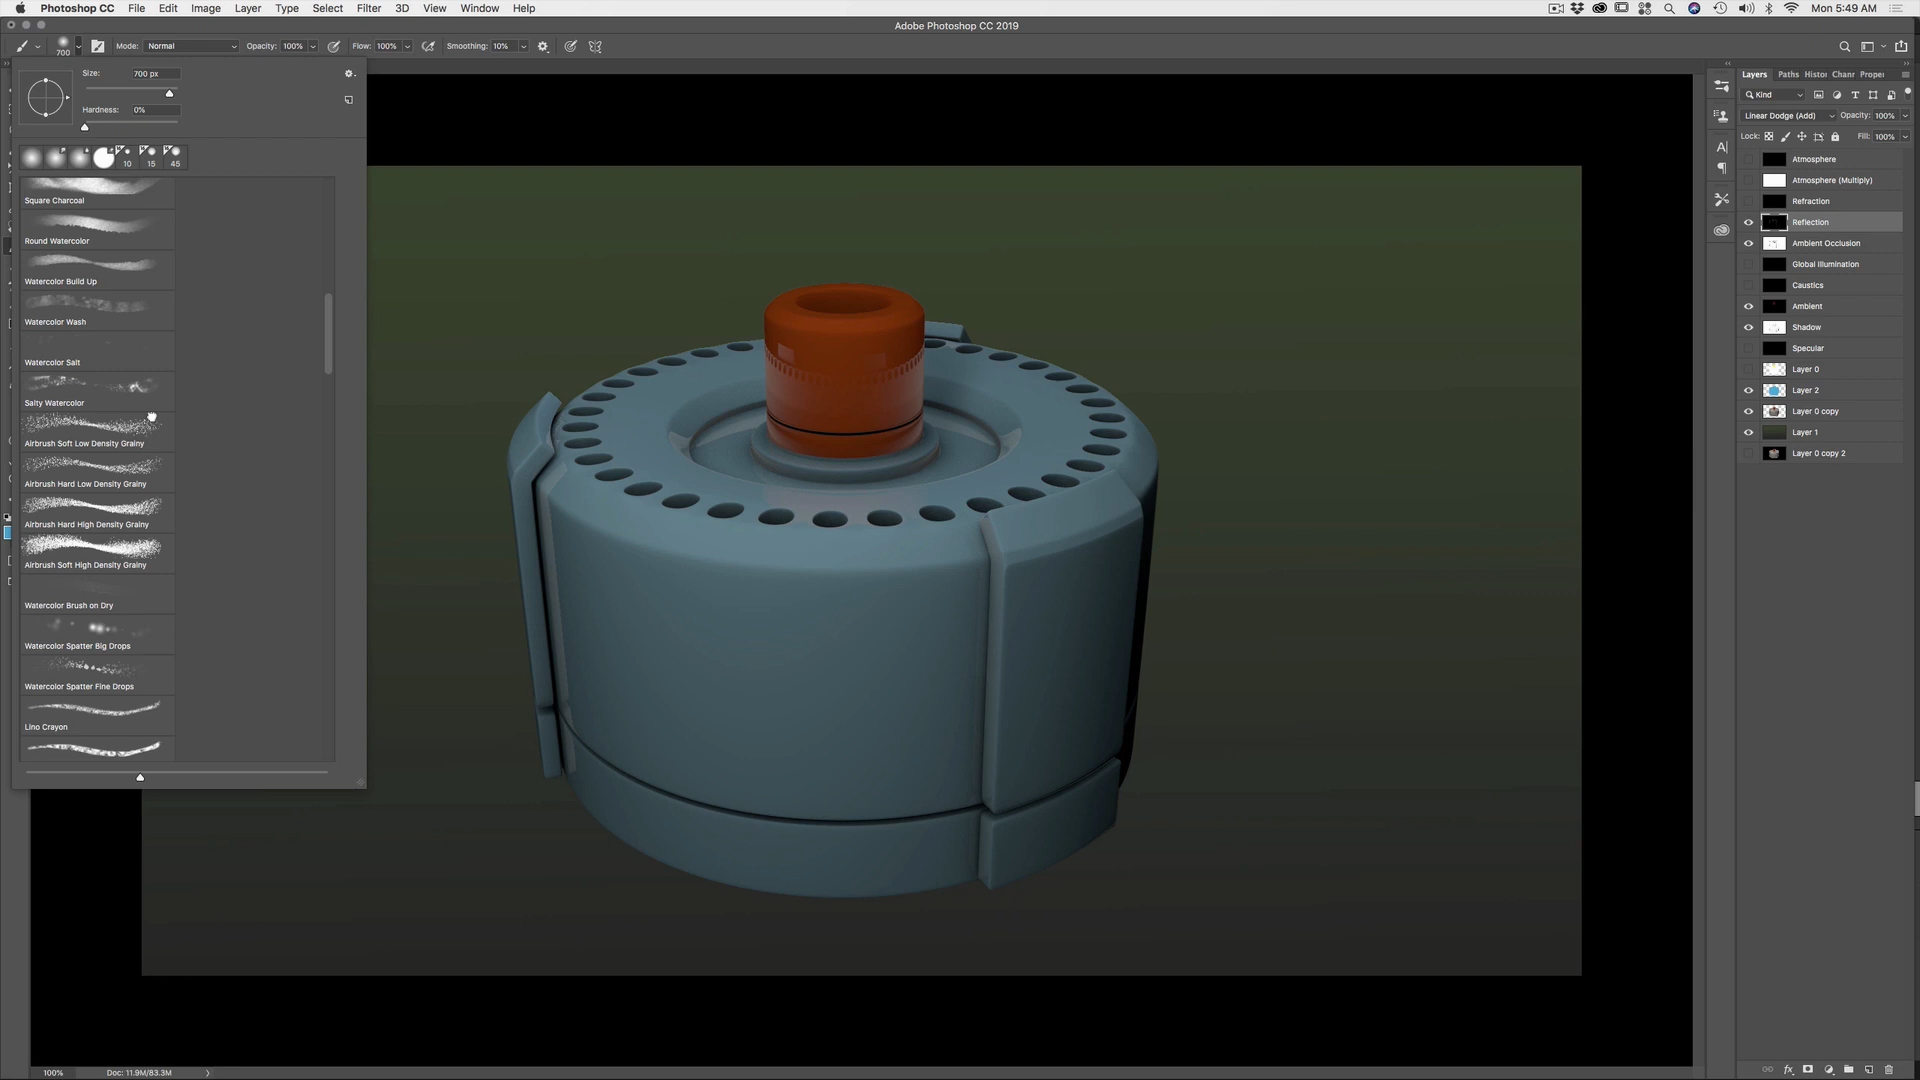 Photoshop CC File Edit Image Layer Type Select Filter 3D View Window Help Mon 5:49 AM
Adobe Photoshop CC 2019
700 Mode: Normal Opacity: 100% Flow: 100% Smoothing: 10%
Size: 700 px
Hardness: 0%
10 15 45
Square Charcoal
Round Watercolor
Watercolor Build Up
Watercolor Wash
Watercolor Salt
Salty Watercolor
Airbrush Soft Low Density Grainy
Airbrush Hard Low Density Grainy
Airbrush Hard High Density Grainy
Airbrush Soft High Density Grainy
Watercolor Brush on Dry
Watercolor Spatter Big Drops
Watercolor Spatter Fine Drops
Lino Crayon
Layers Paths Histor Chanr Proper
Kind
Linear Dodge (Add) Opacity: 100%
Lock: Fill: 100%
Atmosphere
Atmosphere (Multiply)
Refraction
Reflection
Ambient Occlusion
Global Illumination
Caustics
Ambient
Shadow
Specular
Layer 0
Layer 2
Layer 0 copy
Layer 1
Layer 0 copy 2
100% Doc: 11.9M/83.3M